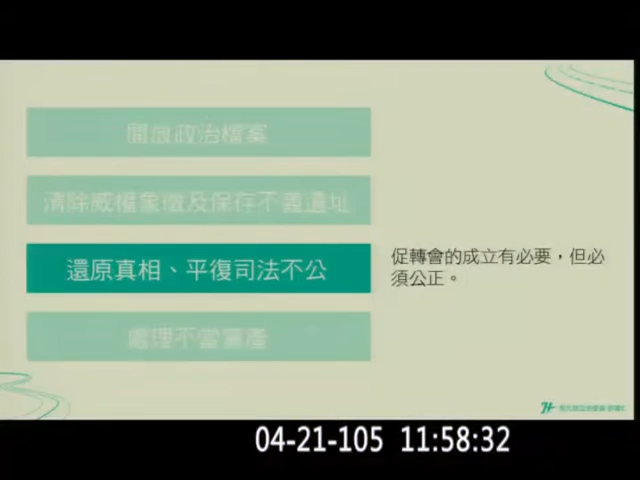 開放政治檔案
清除威權象徵及保存不義遺址
還原真相、平復司法不公
促轉會的成立有必要，但必
須公正。
處理不當黨產
04-21-105 11:58:32